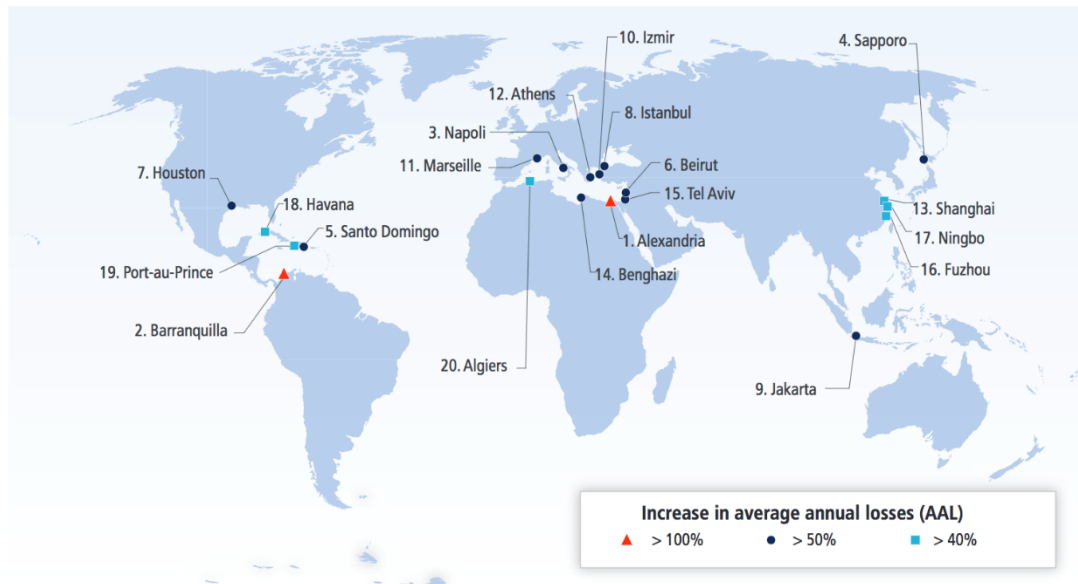 10. Izmir
4. Sapporo
12. Athens
8. Istanbul
3. Napoli
11. Marseille
6. Beirut
7. Houston
15. Tel Aviv
18. Havana
13. Shanghai
5. Santo Domingo
1. Alexandria
17. Ningbo
19. Port-au-Prince
14. Benghazi
16. Fuzhou
2. Barranquilla
20. Algiers
9. Jakarta
Increase in average annual losses (AAL)
> 100% > 50% > 40%